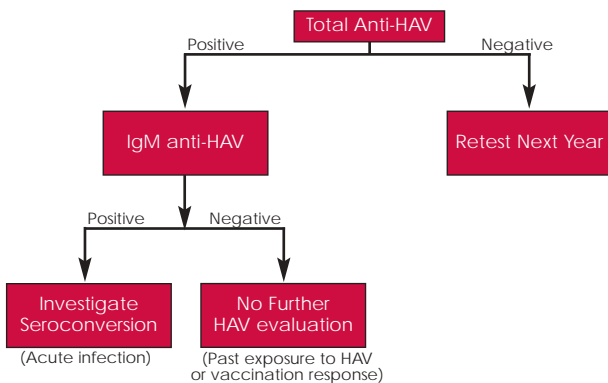 Total Anti-HAV
Positive
Negative
IgM anti-HAV
Retest Next Year
Positive
Negative
Investigate
Seroconversion
(Acute infection)
No Further
HAV evaluation
(Past exposure to HAV
or vaccination response)